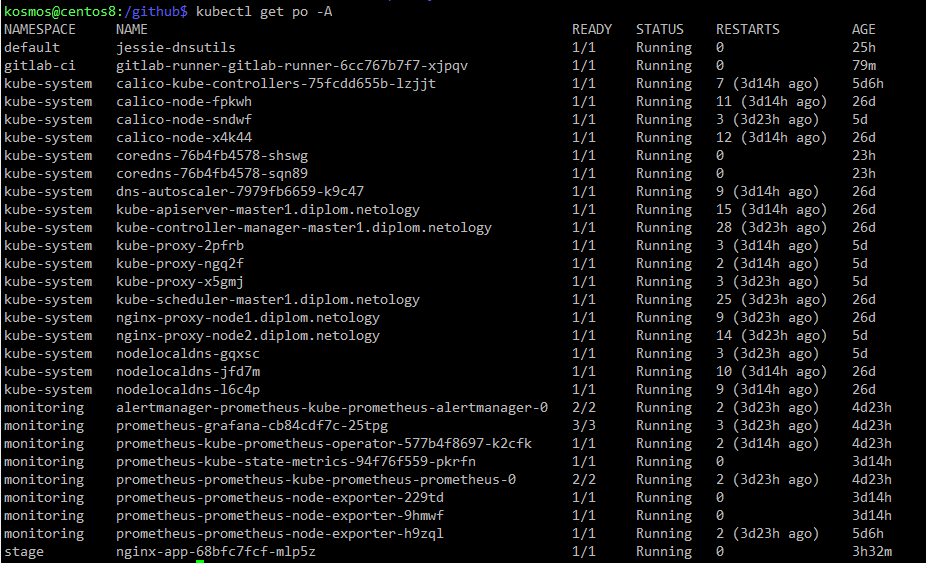 kosmos@centos8:/github$ kubectl get po -A
NAMESPACE NAME READY STATUS RESTARTS AGE
default jessie-dnsutils 1/1 Running 0 25h
gitlab-ci gitlab-runner-gitlab-runner-6cc767b7f7-xjpqv 1/1 Running 0 79m
kube-system calico-kube-controllers-75fcdd655b-lzjjt 1/1 Running 7 (3d14h ago) 5d6h
kube-system calico-node-fpkwh 1/1 Running 11 (3d14h ago) 26d
kube-system calico-node-sndwf 1/1 Running 3 (3d23h ago) 5d
kube-system calico-node-x4k44 1/1 Running 12 (3d14h ago) 26d
kube-system coredns-76b4fb4578-shswg 1/1 Running 0 23h
kube-system coredns-76b4fb4578-sqn89 1/1 Running 0 23h
kube-system dns-autoscaler-7979fb6659-k9c47 1/1 Running 9 (3d14h ago) 26d
kube-system kube-apiserver-master1.diplom.netology 1/1 Running 15 (3d14h ago) 26d
kube-system kube-controller-manager-master1.diplom.netology 1/1 Running 28 (3d23h ago) 26d
kube-system kube-proxy-2pfrb 1/1 Running 3 (3d14h ago) 5d
kube-system kube-proxy-ngq2f 1/1 Running 2 (3d14h ago) 5d
kube-system kube-proxy-x5gmj 1/1 Running 3 (3d23h ago) 5d
kube-system kube-scheduler-master1.diplom.netology 1/1 Running 25 (3d23h ago) 26d
kube-system nginx-proxy-node1.diplom.netology 1/1 Running 9 (3d23h ago) 26d
kube-system nginx-proxy-node2.diplom.netology 1/1 Running 14 (3d23h ago) 5d
kube-system nodelocaldns-gqxsc 1/1 Running 3 (3d23h ago) 5d
kube-system nodelocaldns-jfd7m 1/1 Running 10 (3d14h ago) 26d
kube-system nodelocaldns-l6c4p 1/1 Running 9 (3d14h ago) 26d
monitoring alertmanager-prometheus-kube-prometheus-alertmanager-0 2/2 Running 2 (3d23h ago) 4d23h
monitoring prometheus-grafana-cb84cdf7c-25tpg 3/3 Running 3 (3d23h ago) 4d23h
monitoring prometheus-kube-prometheus-operator-577b4f8697-k2cfk 1/1 Running 2 (3d14h ago) 4d23h
monitoring prometheus-kube-state-metrics-94f76f559-pkrfn 1/1 Running 0 3d14h
monitoring prometheus-prometheus-kube-prometheus-prometheus-0 2/2 Running 2 (3d23h ago) 4d23h
monitoring prometheus-prometheus-node-exporter-229td 1/1 Running 0 3d14h
monitoring prometheus-prometheus-node-exporter-9hmwf 1/1 Running 0 3d14h
monitoring prometheus-prometheus-node-exporter-h9zql 1/1 Running 2 (3d23h ago) 5d6h
stage nginx-app-68bfc7fcf-mlp5z 1/1 Running 0 3h32m